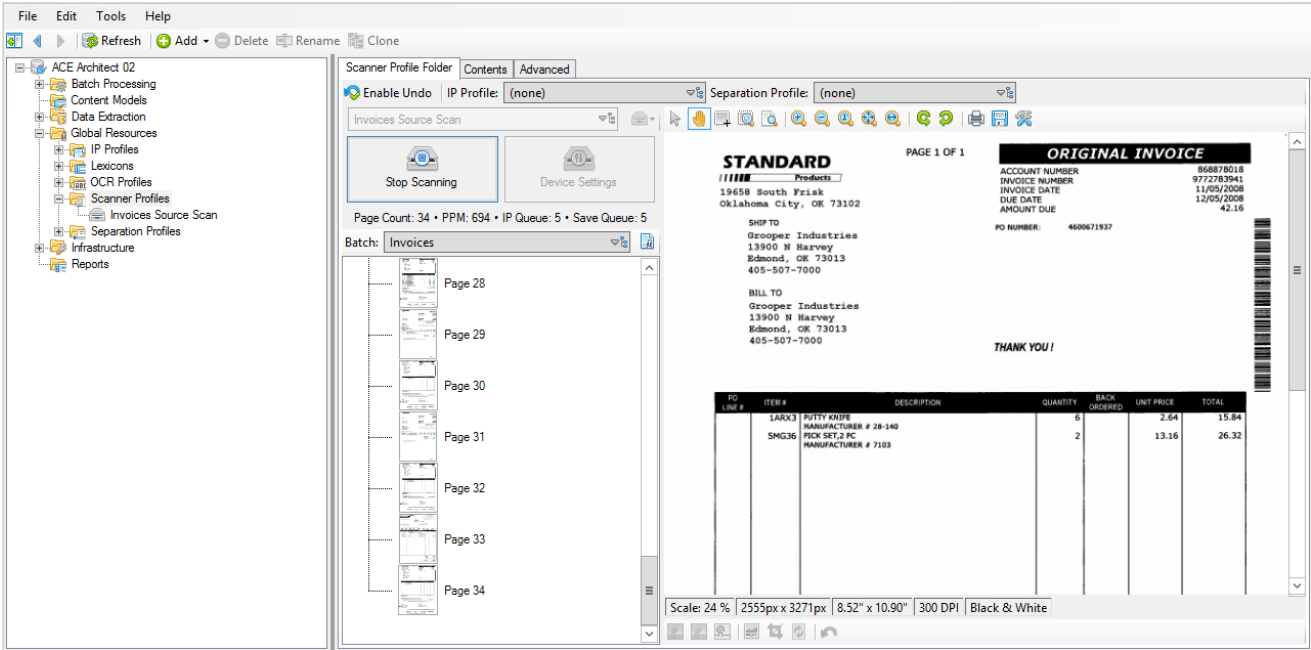 File Edit Tools Help
Refresh Add Delete Rename Clone
ACE Architect 02
Batch Processing
Content Models
Data Extraction
Global Resources
IP Profiles
Lexicons
OCR Profiles
Scanner Profiles
Invoices Source Scan
Separation Profiles
Infrastructure
Reports
Scanner Profile Folder Contents Advanced
Enable Undo IP Profile: (none) Separation Profile: (none)
Invoices Source Scan
Stop Scanning Device Settings
Page Count: 34 • PPM: 694 • IP Queue: 5 • Save Queue: 5
Batch: Invoices
Page 28
Page 29
Page 30
Page 31
Page 32
Page 33
Page 34
STANDARD
Products
19658 South Frisk
Oklahoma City, OK 73102
PAGE 1 OF 1
ORIGINAL INVOICE
ACCOUNT NUMBER 868878018
INVOICE NUMBER 9772783941
INVOICE DATE 11/05/2008
DUE DATE 12/05/2008
AMOUNT DUE 42.16
PO NUMBER: 4600671937
SHIP TO
Grooper Industries
13900 N Harvey
Edmond, OK 73013
405-507-7000
BILL TO
Grooper Industries
13900 N Harvey
Edmond, OK 73013
405-507-7000
THANK YOU !
PO LINE # ITEM # DESCRIPTION QUANTITY BACK ORDERED UNIT PRICE TOTAL
1ARX3 PUTTY KNIFE 6 2.64 15.84
MANUFACTURER # 28-140
5MG36 PICK SET,2 PC 2 13.16 26.32
MANUFACTURER # 7103
Scale: 24 % 2555px x 3271px 8.52" x 10.90" 300 DPI Black & White